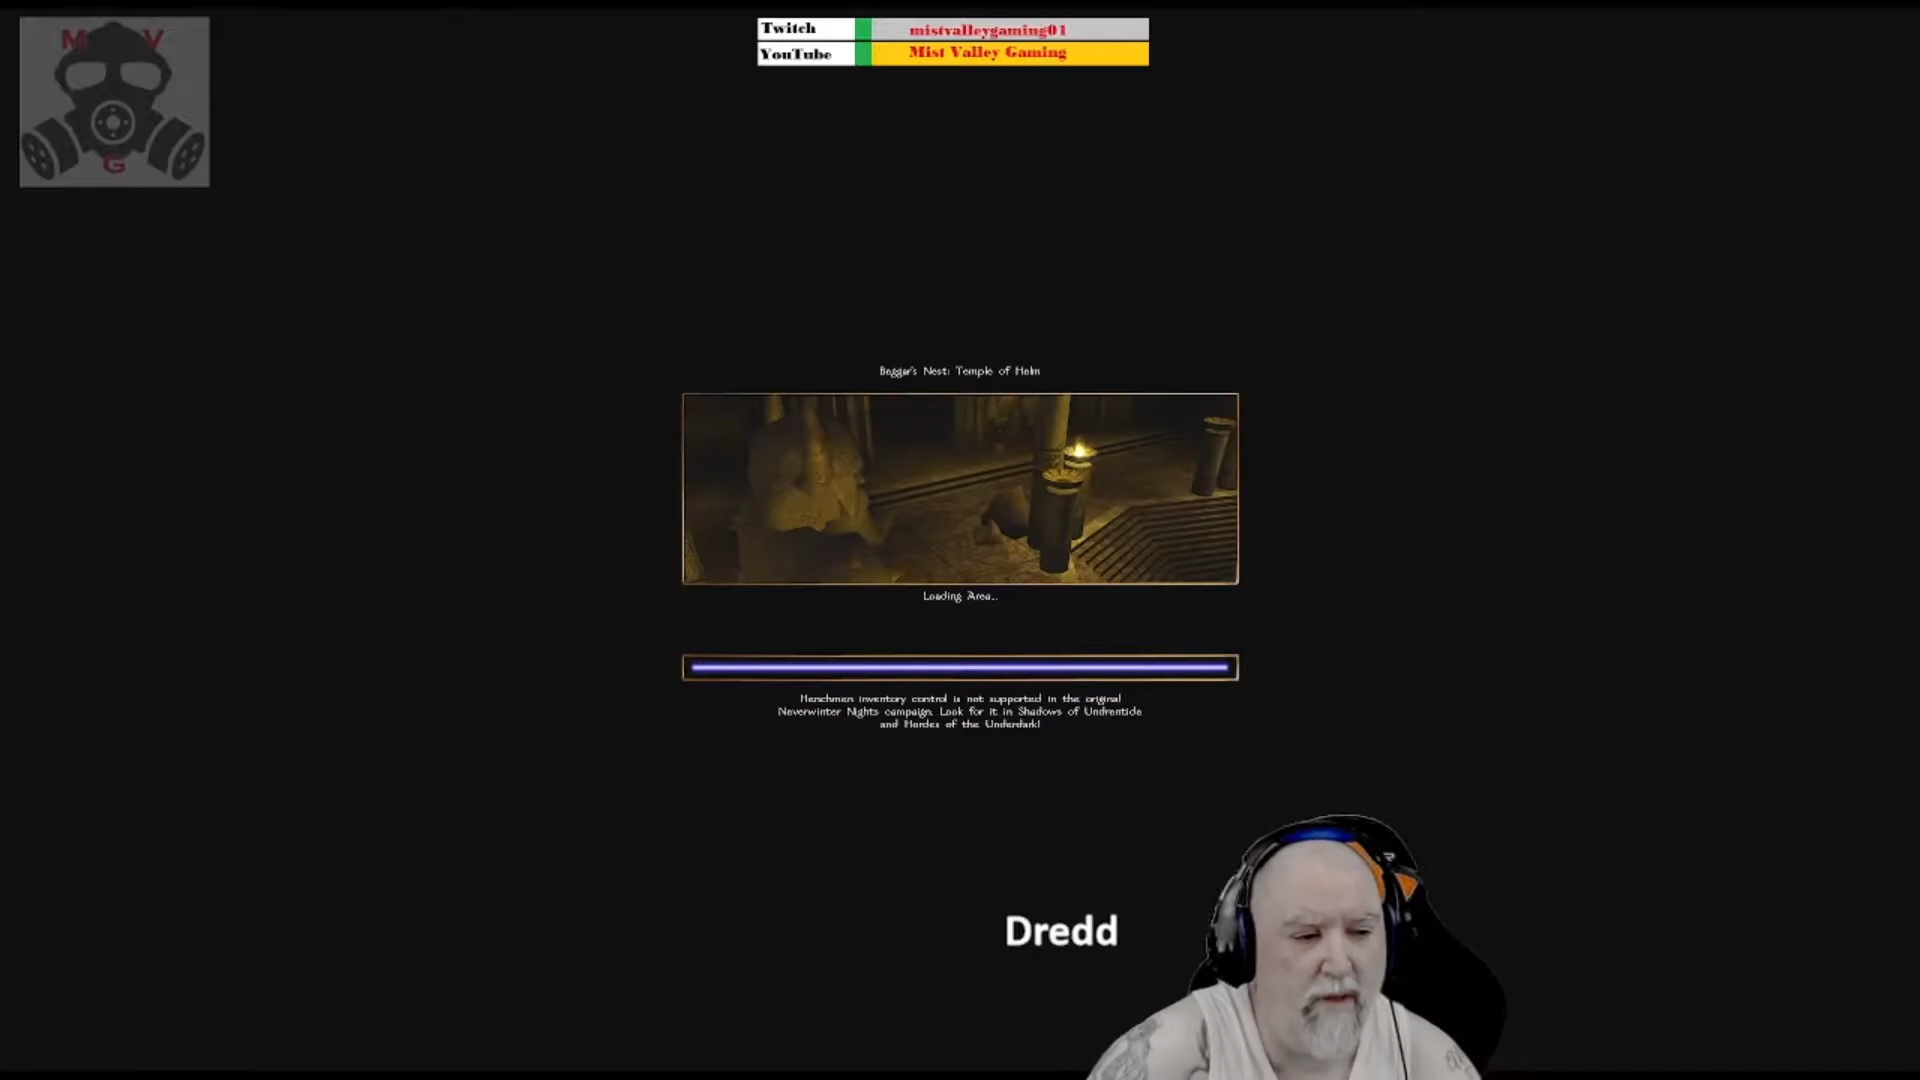 M V
G
Twitch mistvalleygaming01
YouTube Mist Valley Gaming
Beggar's Nest: Temple of Helm
Loading Area...
Henchmen inventory control is not supported in the original
Neverwinter Nights campaign. Look for it in Shadows of Undrentide
and Hordes of the Underdark!
Dredd